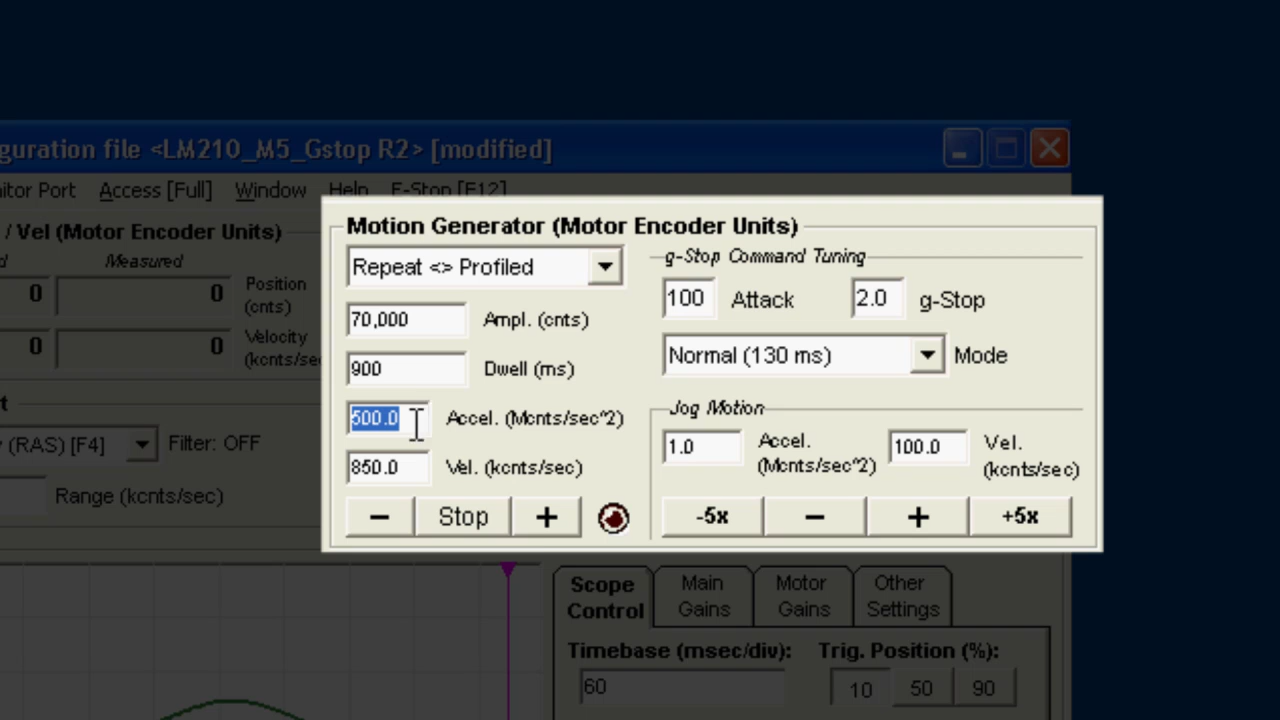 guration file <LM210_M5_Gstop R2> [modified]
nitor Port Access [Full] Window Help E-Stop [F12]
/ Vel (Motor Encoder Units)
d Measured
0 0 Position
(cnts)
0 0 Velocity
(kcnts/sec
t
y (RAS) [F4] Filter: OFF
Range (kcnts/sec)
Motion Generator (Motor Encoder Units)
Repeat <> Profiled
70,000 Ampl. (cnts)
900 Dwell (ms)
500.0 Accel. (Mcnts/sec^2)
850.0 Vel. (kcnts/sec)
− Stop +
g-Stop Command Tuning
100 Attack 2.0 g-Stop
Normal (130 ms) Mode
Jog Motion
1.0 Accel.
(Mcnts/sec^2)
100.0 Vel.
(kcnts/sec)
-5x − + +5x
Scope
Control
Main
Gains
Motor
Gains
Other
Settings
Timebase (msec/div): Trig. Position (%):
60 10 50 90